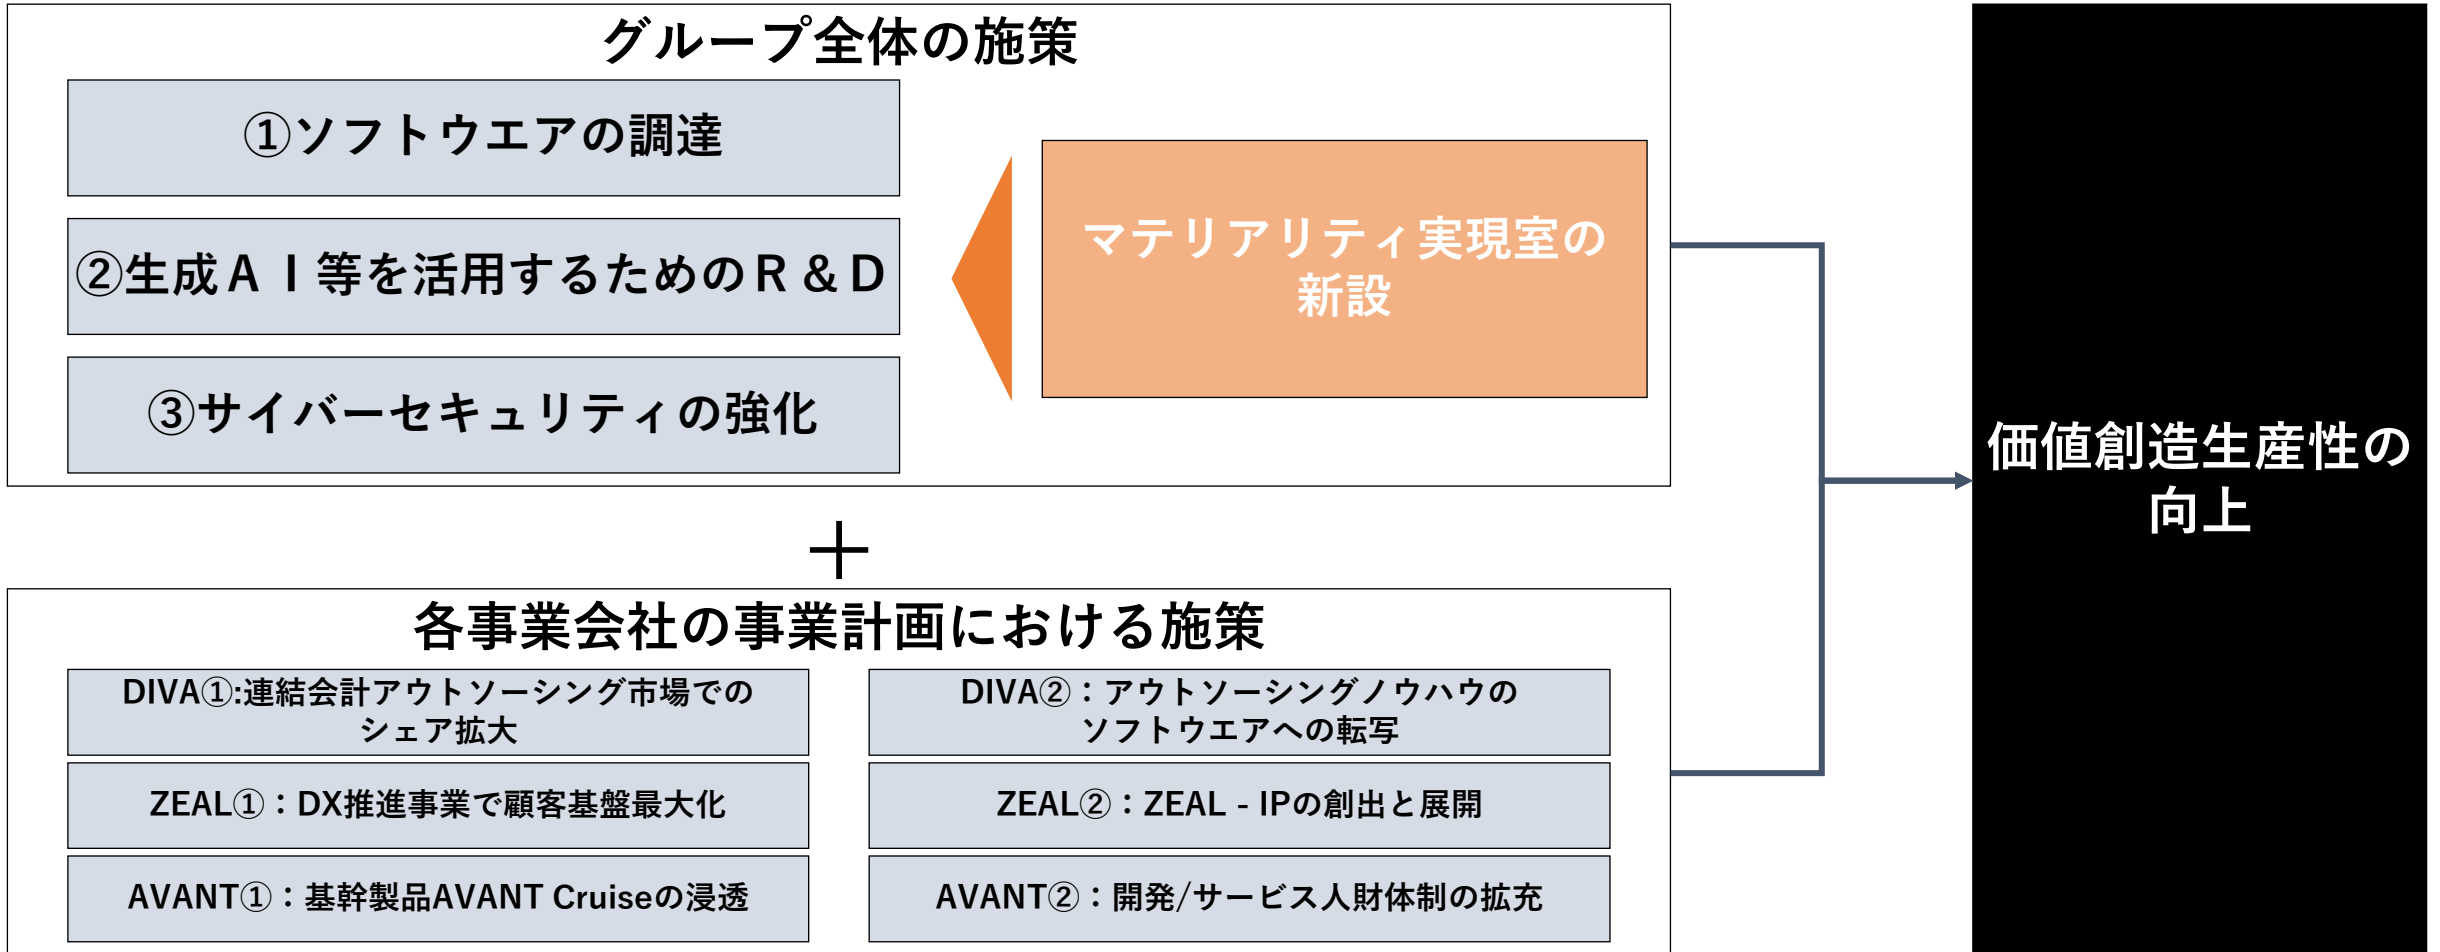 グループ全体の施策
①ソフトウエアの調達
②生成ＡＩ等を活用するためのＲ＆Ｄ
③サイバーセキュリティの強化
マテリアリティ実現室の
新設
＋
各事業会社の事業計画における施策
DIVA①:連結会計アウトソーシング市場での
シェア拡大
DIVA②：アウトソーシングノウハウの
ソフトウエアへの転写
ZEAL①：DX推進事業で顧客基盤最大化
ZEAL②：ZEAL - IPの創出と展開
AVANT①：基幹製品AVANT Cruiseの浸透
AVANT②：開発/サービス人財体制の拡充
価値創造生産性の
向上